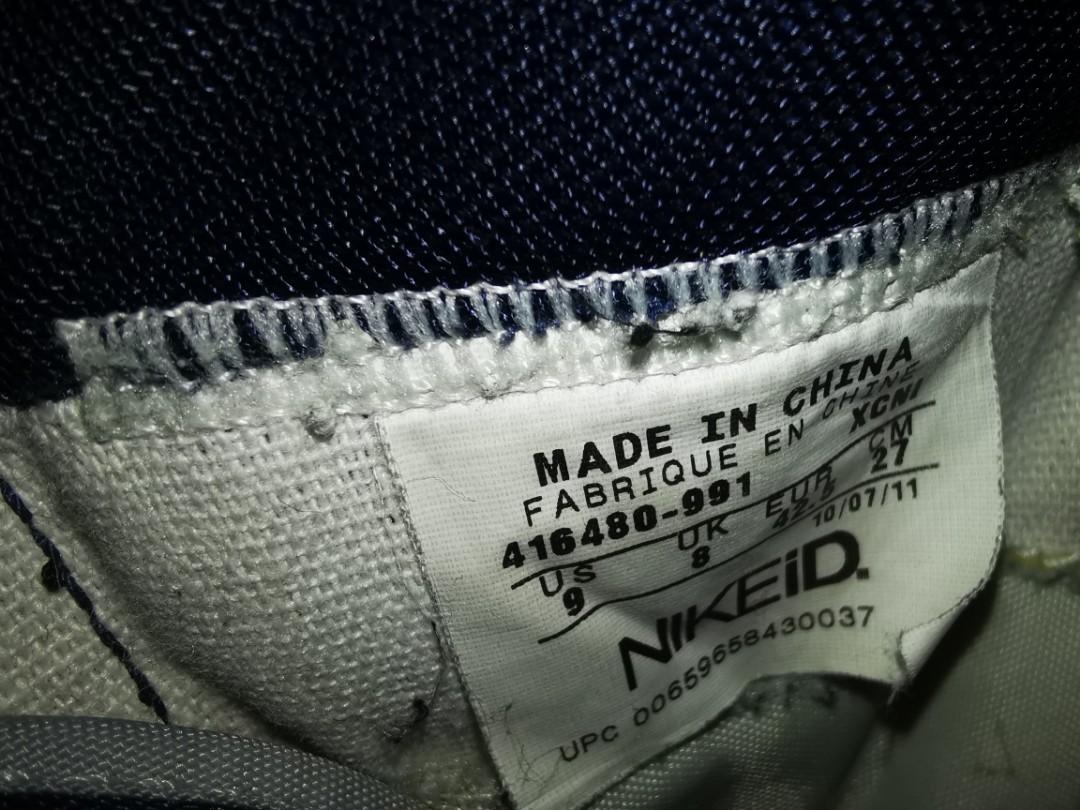 MADE IN CHINA
FABRIQUE EN CHINE
416480-991 XCNI
US UK EUR CM
9 8 42.5 27
10/07/11
NIKEiD.
UPC 00659658430037